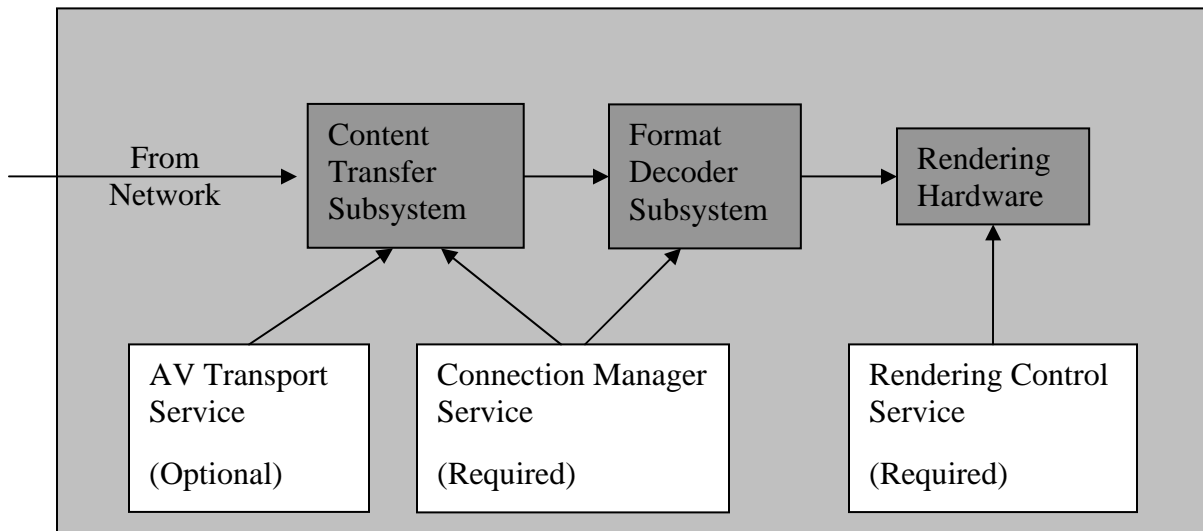 From
Network
Content
Transfer
Subsystem
Format
Decoder
Subsystem
Rendering
Hardware
AV Transport
Service
(Optional)
Connection Manager
Service
(Required)
Rendering Control
Service
(Required)